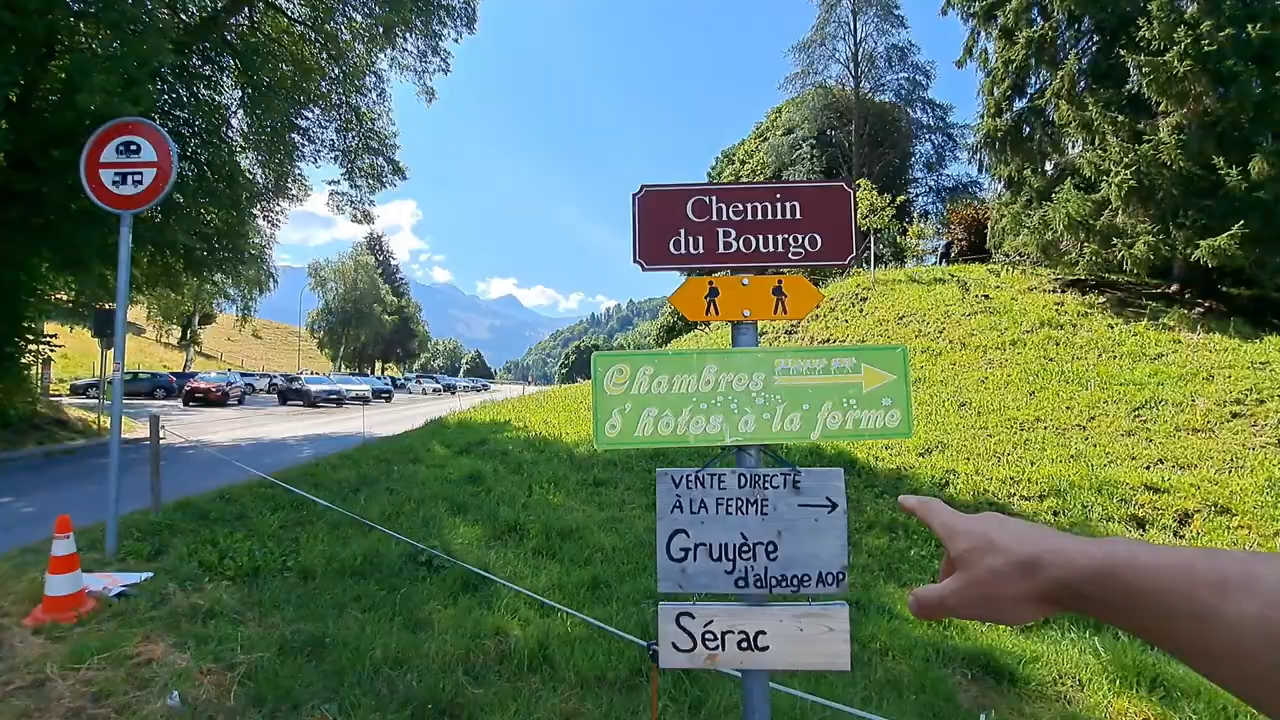 Chemin
du Bourgo
Chambres
d'hôtes à la ferme
VENTE DIRECTE
À LA FERME
Gruyère
d'alpage AOP
Sérac